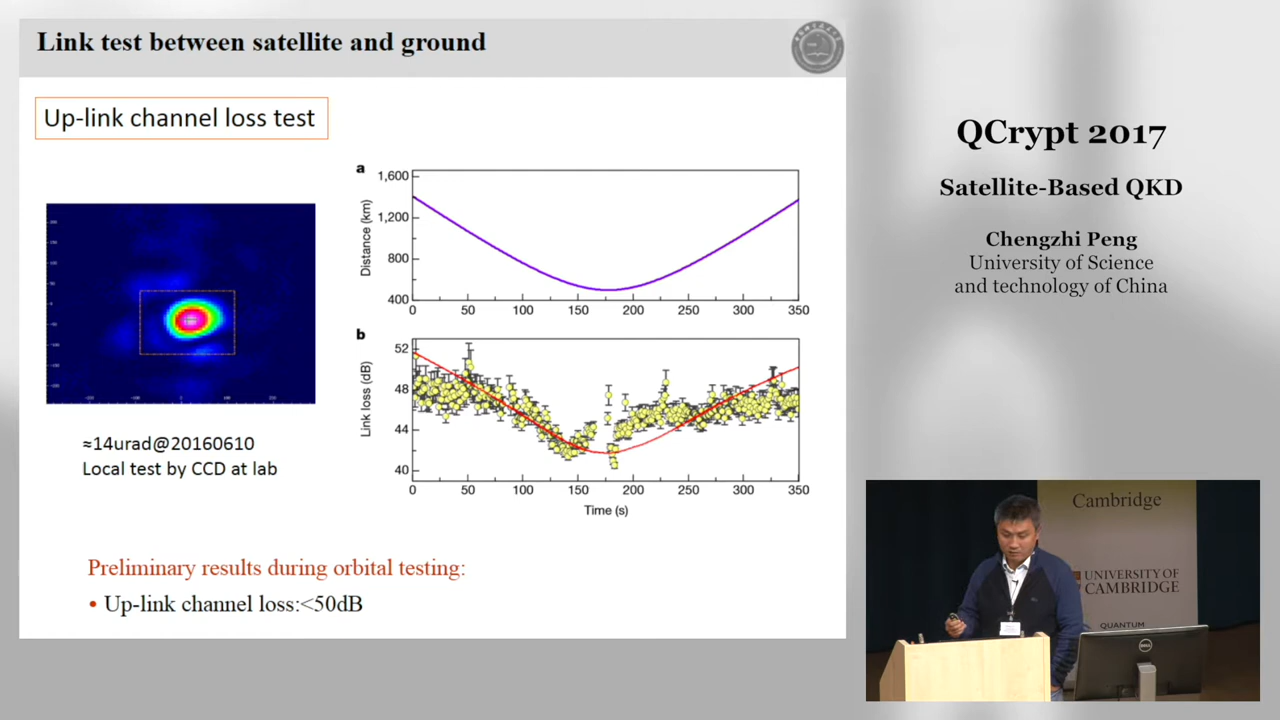 Link test between satellite and ground
Up-link channel loss test
≈14urad@20160610
Local test by CCD at lab
a
1,600
1,200
800
400
Distance (km)
0 50 100 150 200 250 300 350
b
52
48
44
40
Link loss (dB)
0 50 100 150 200 250 300 350
Time (s)
Preliminary results during orbital testing:
• Up-link channel loss:<50dB
QCrypt 2017
Satellite-Based QKD
Chengzhi Peng
University of Science
and technology of China
Cambridge
UNIVERSITY OF
CAMBRIDGE
QUANTUM
DELL